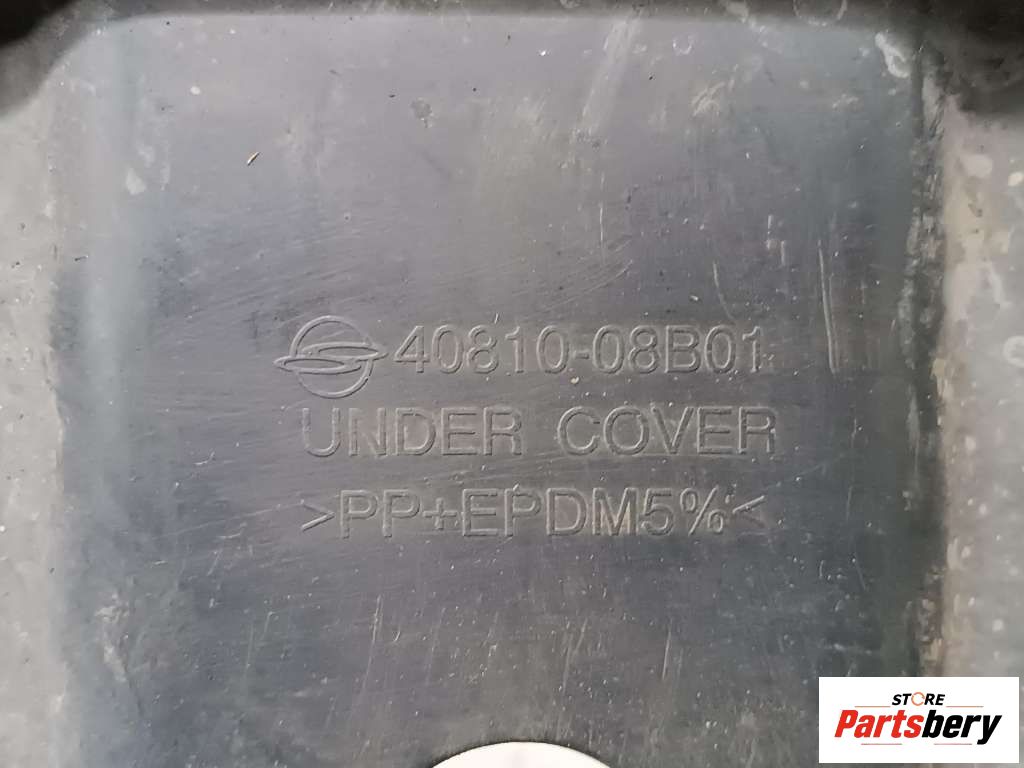 40810-08B01
UNDER COVER
>PP+EPDM5%<
STORE
Partsbery